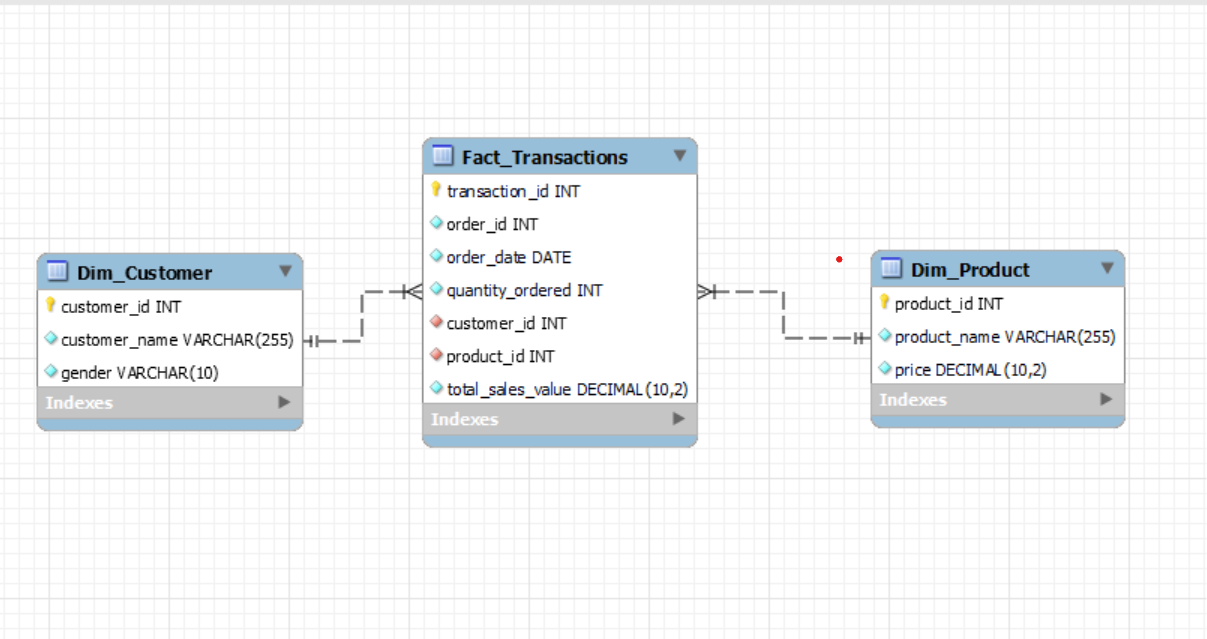 Fact_Transactions
transaction_id INT
order_id INT
order_date DATE
quantity_ordered INT
customer_id INT
product_id INT
total_sales_value DECIMAL(10,2)
Indexes
Dim_Customer
customer_id INT
customer_name VARCHAR(255)
gender VARCHAR(10)
Indexes
Dim_Product
product_id INT
product_name VARCHAR(255)
price DECIMAL(10,2)
Indexes